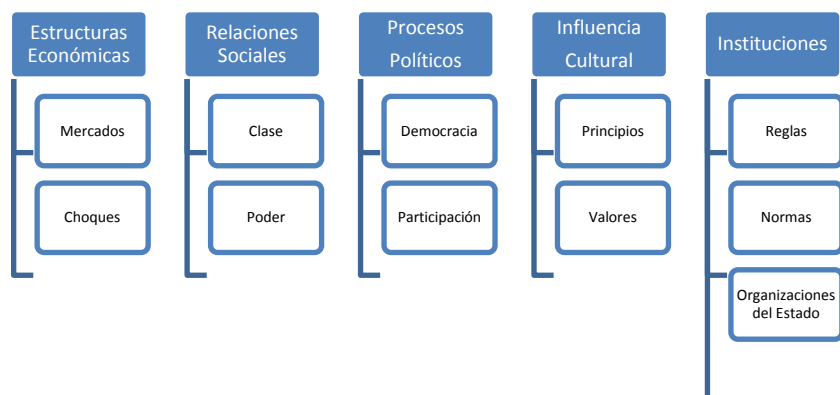 Estructuras
Económicas
Mercados
Choques
Relaciones
Sociales
Clase
Poder
Procesos
Políticos
Democracia
Participación
Influencia
Cultural
Principios
Valores
Instituciones
Reglas
Normas
Organizaciones
del Estado